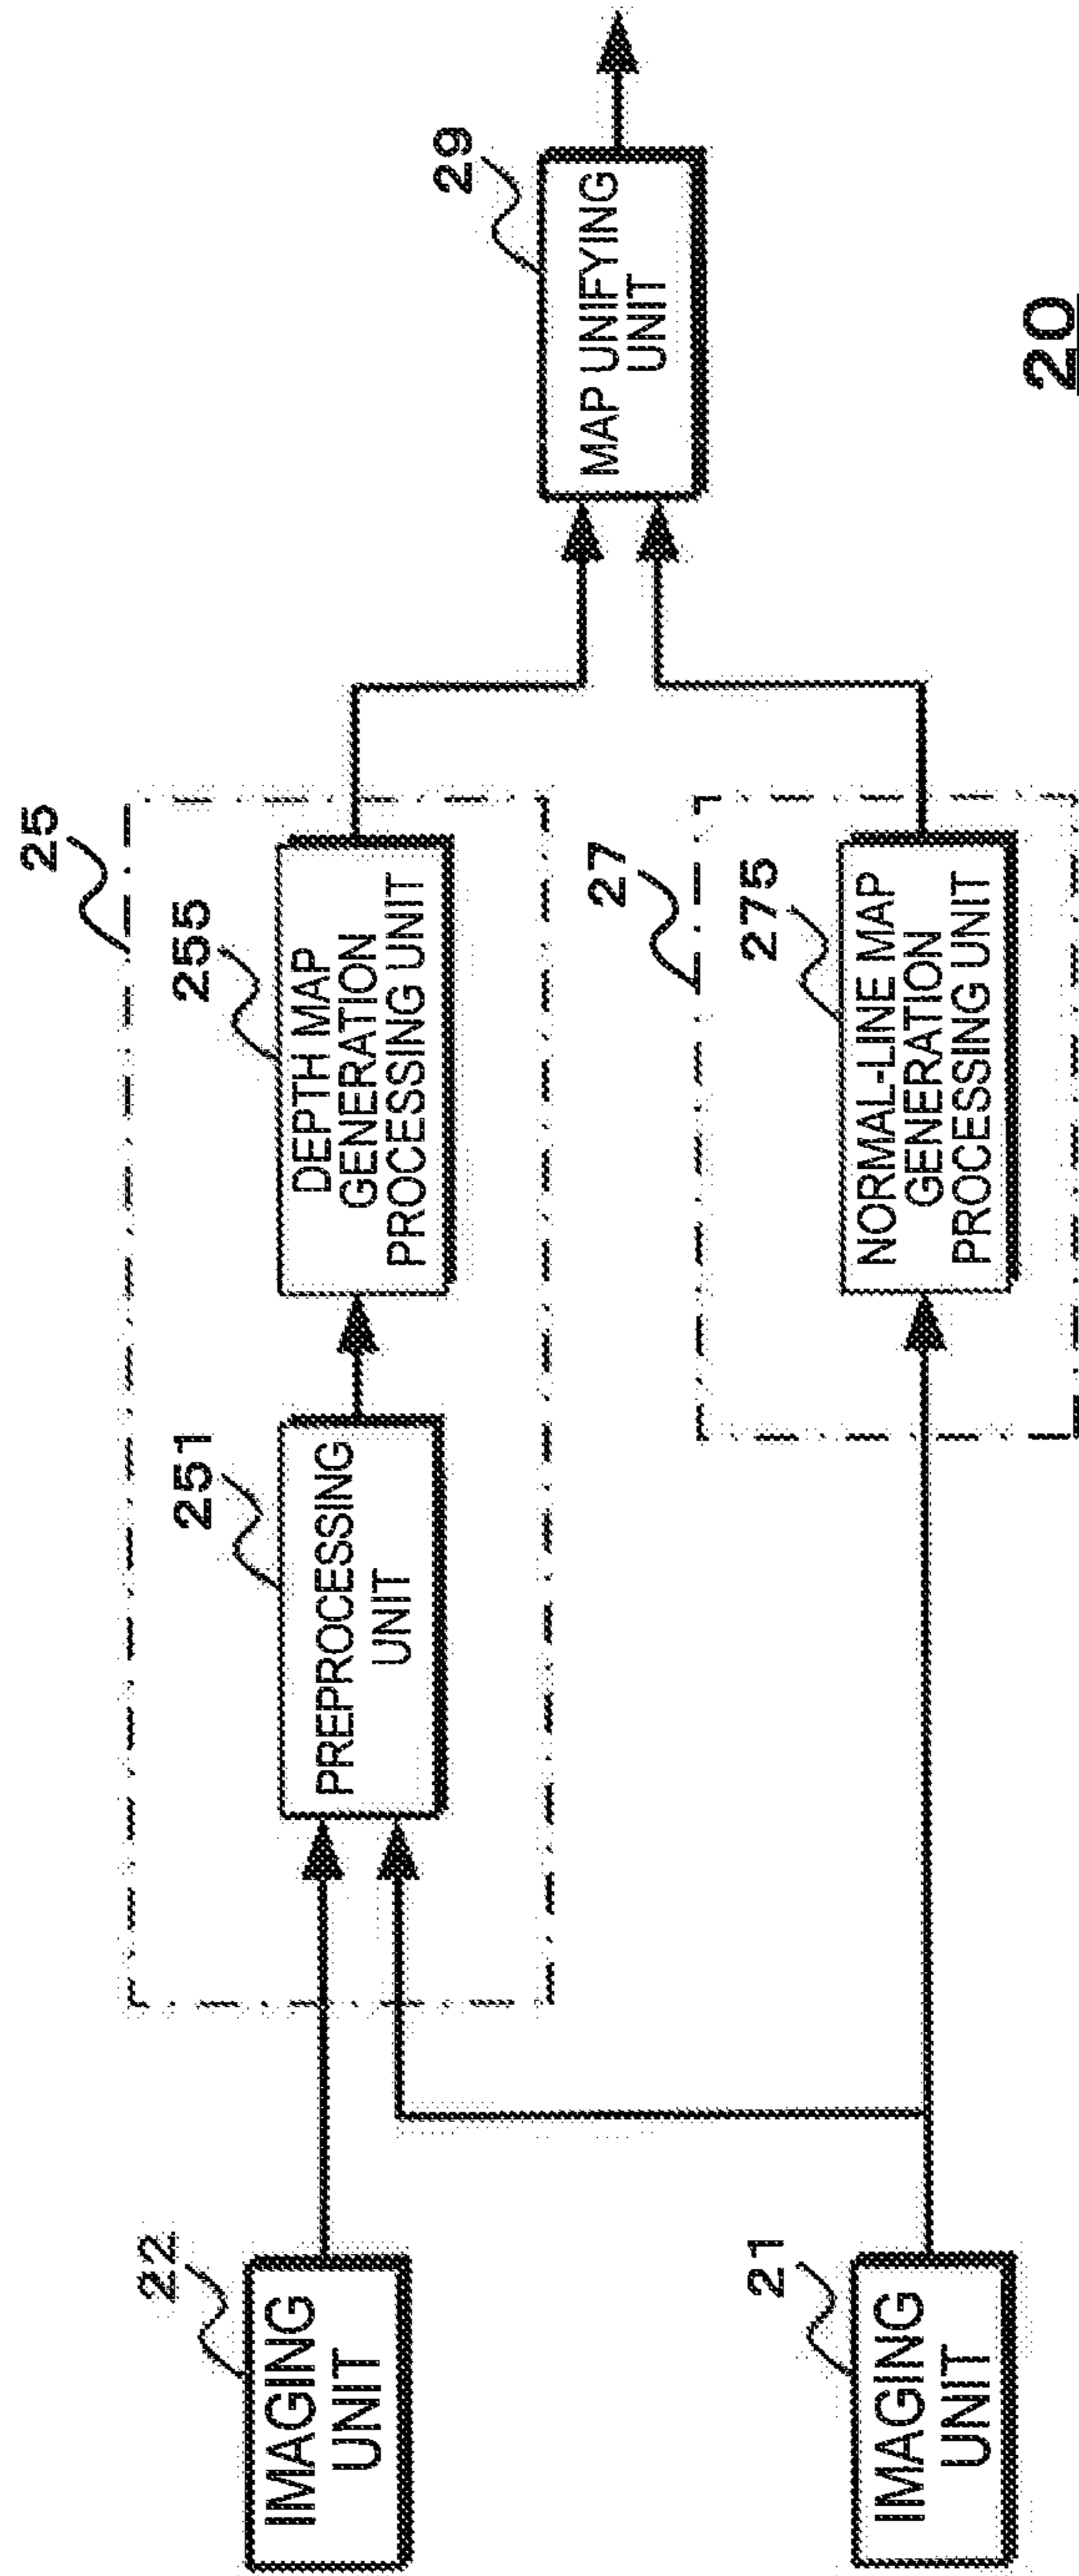 25
255
DEPTH MAP
GENERATION
PROCESSING UNIT
251
PREPROCESSING
UNIT
22
IMAGING
UNIT
29
MAP UNIFYING
UNIT
27
275
NORMAL-LINE MAP
GENERATION
PROCESSING UNIT
21
IMAGING
UNIT
20